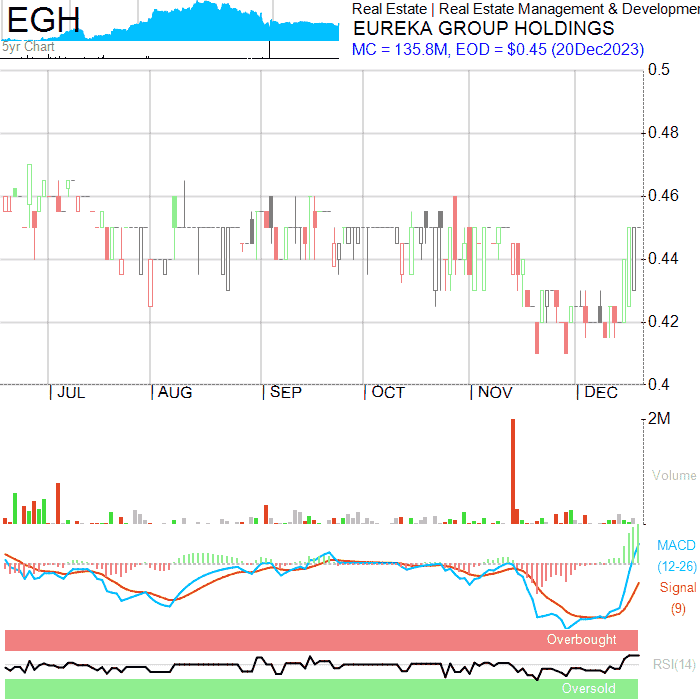 EGH
5yr Chart
Real Estate | Real Estate Management & Developmen
EUREKA GROUP HOLDINGS
MC = 135.8M, EOD = $0.45 (20Dec2023)
0.5
0.48
0.46
0.44
0.42
0.4
JUL AUG SEP OCT NOV DEC
2M
Volume
MACD
(12-26)
Signal
(9)
Overbought
RSI(14)
Oversold